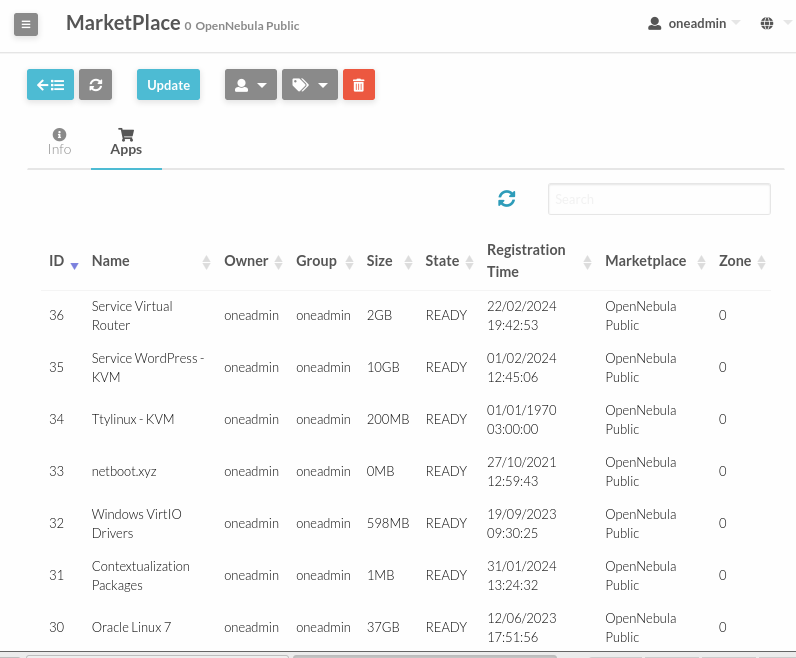 MarketPlace 0 OpenNebula Public
oneadmin
Update
Info
Apps
Search
ID Name Owner Group Size State Registration Time Marketplace Zone
36 Service Virtual Router oneadmin oneadmin 2GB READY 22/02/2024 19:42:53 OpenNebula Public 0
35 Service WordPress - KVM oneadmin oneadmin 10GB READY 01/02/2024 12:45:06 OpenNebula Public 0
34 Ttylinux - KVM oneadmin oneadmin 200MB READY 01/01/1970 03:00:00 OpenNebula Public 0
33 netboot.xyz oneadmin oneadmin 0MB READY 27/10/2021 12:59:43 OpenNebula Public 0
32 Windows VirtIO Drivers oneadmin oneadmin 598MB READY 19/09/2023 09:30:25 OpenNebula Public 0
31 Contextualization Packages oneadmin oneadmin 1MB READY 31/01/2024 13:24:32 OpenNebula Public 0
30 Oracle Linux 7 oneadmin oneadmin 37GB READY 12/06/2023 17:51:56 OpenNebula Public 0